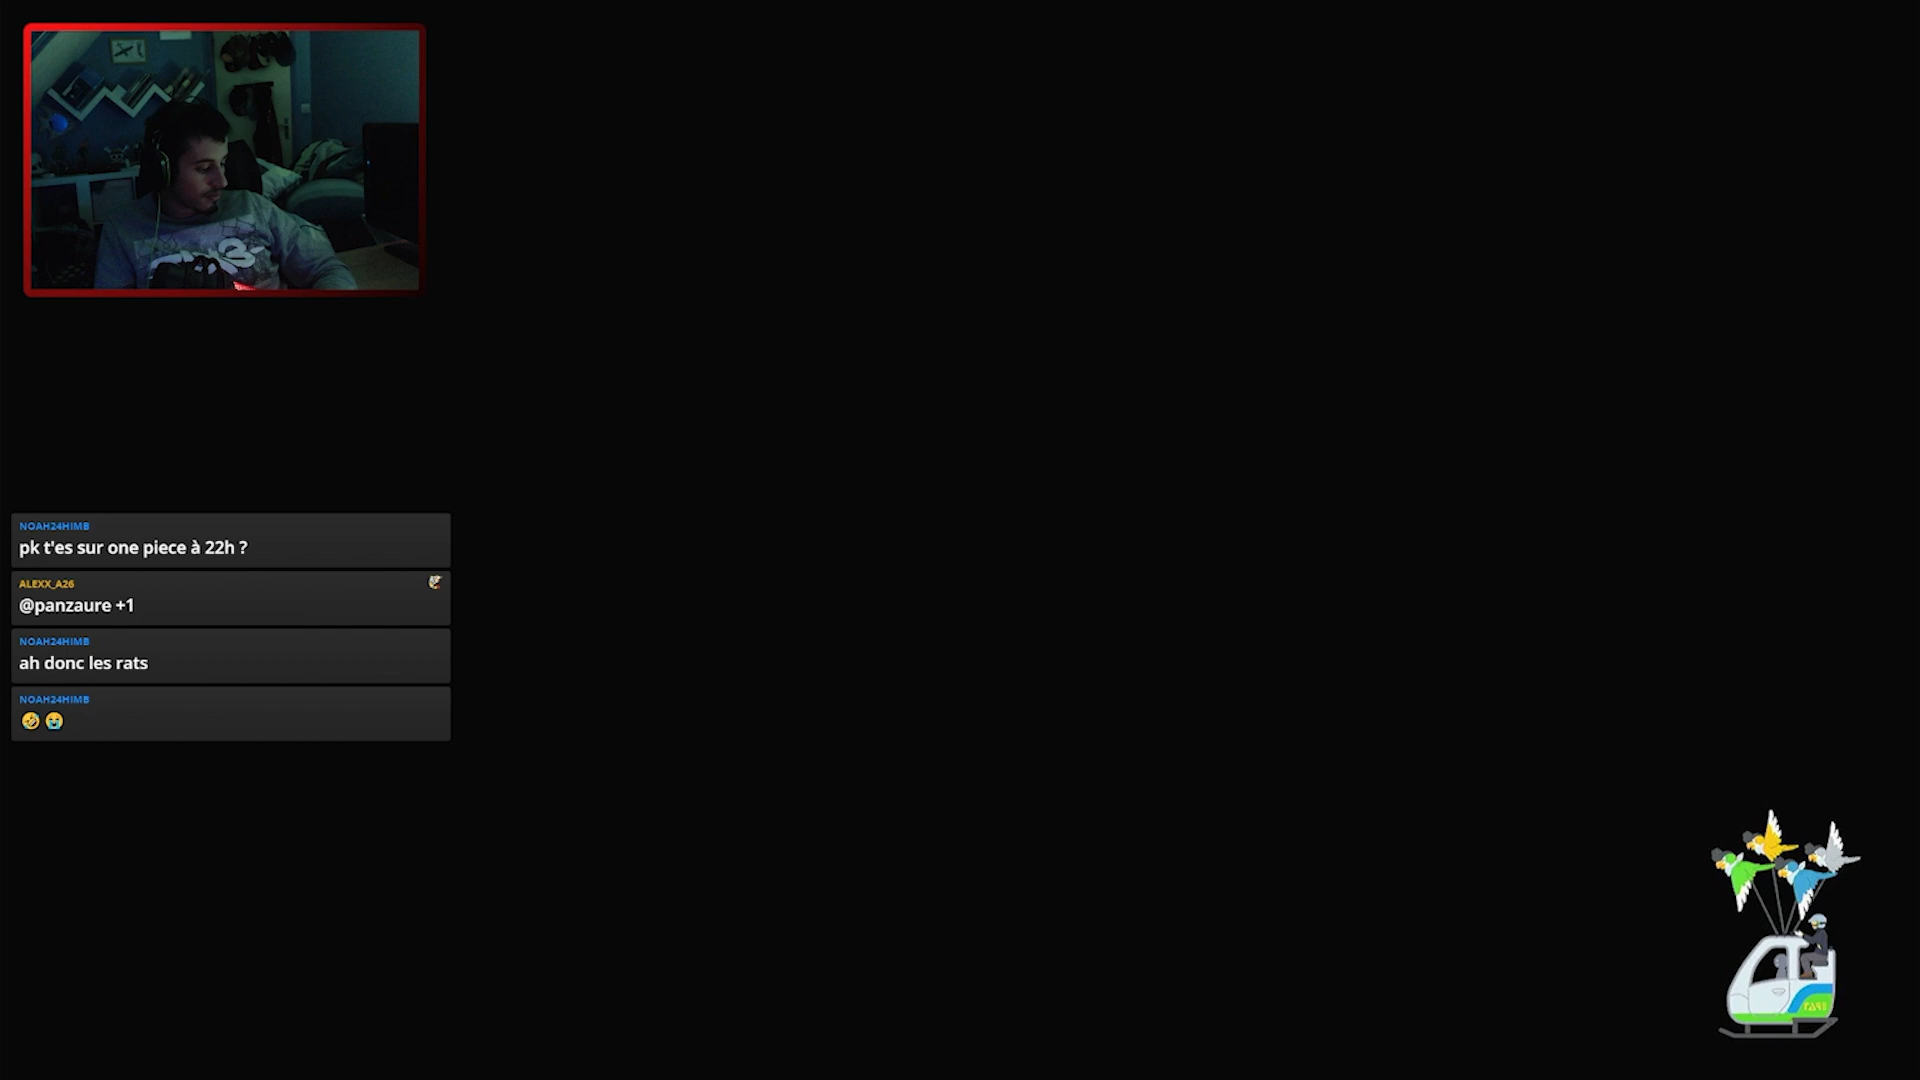 NOAH24HIMB
pk t'es sur one piece à 22h ?
ALEXX_A26
@panzaure +1
NOAH24HIMB
ah donc les rats
NOAH24HIMB
🤣 😭